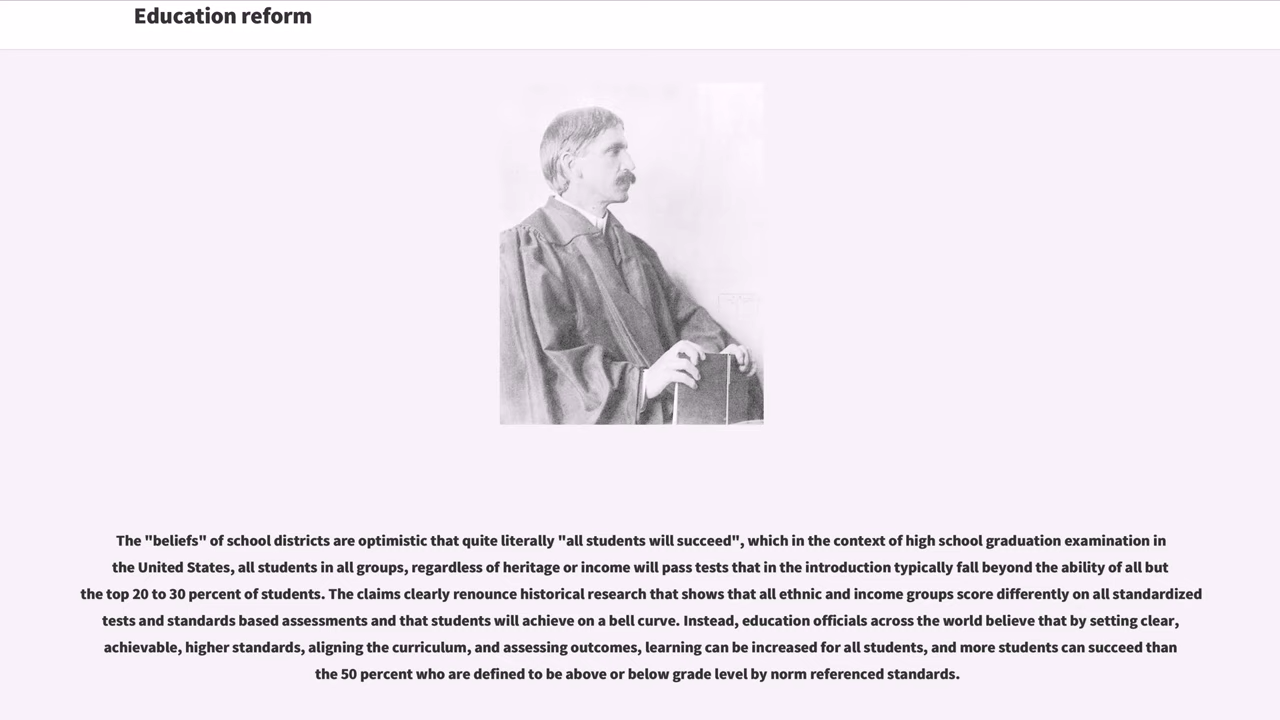 Education reform
The "beliefs" of school districts are optimistic that quite literally "all students will succeed", which in the context of high school graduation examination in
the United States, all students in all groups, regardless of heritage or income will pass tests that in the introduction typically fall beyond the ability of all but
the top 20 to 30 percent of students. The claims clearly renounce historical research that shows that all ethnic and income groups score differently on all standardized
tests and standards based assessments and that students will achieve on a bell curve. Instead, education officials across the world believe that by setting clear,
achievable, higher standards, aligning the curriculum, and assessing outcomes, learning can be increased for all students, and more students can succeed than
the 50 percent who are defined to be above or below grade level by norm referenced standards.